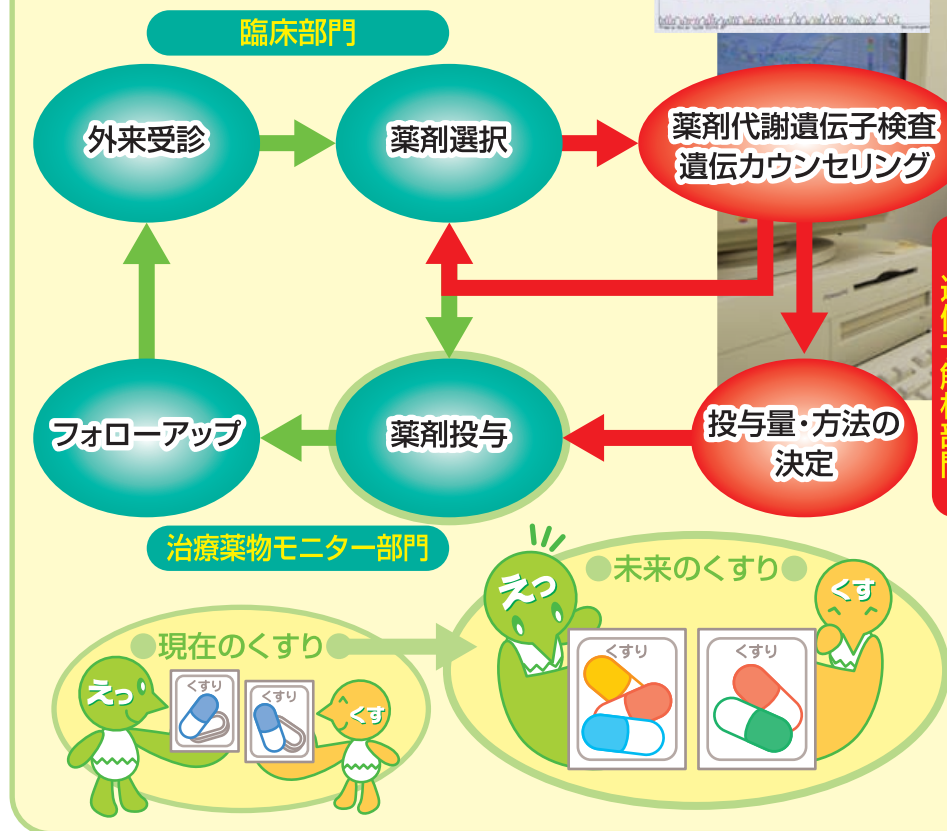 臨床部門
外来受診
薬剤選択
薬剤代謝遺伝子検査
遺伝カウンセリング
フォローアップ
薬剤投与
投与量・方法の
決定
治療薬物モニター部門
●現在のくすり●
えっ
くすり
くすり
くす
●未来のくすり●
えっ
くす
くすり
くすり